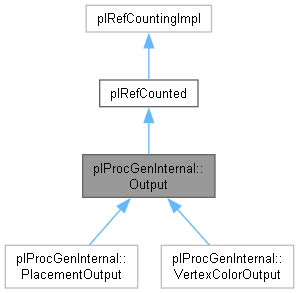 plRefCountingImpl
plRefCounted
plProcGenInternal::
Output
plProcGenInternal::
PlacementOutput
plProcGenInternal::
VertexColorOutput